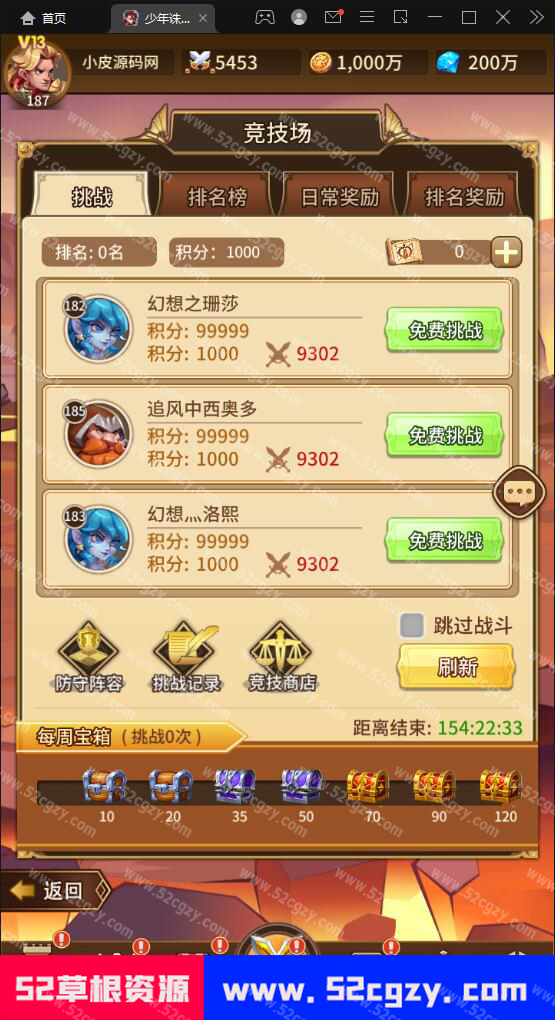 首页
少年诛...
V13
187
小皮源码网
5453
1,000万
200万
竞技场
挑战
排名榜
日常奖励
排名奖励
排名: 0名
积分: 1000
0
182
幻想之珊莎
积分: 99999
积分: 1000
9302
免费挑战
185
追风中西奥多
积分: 99999
积分: 1000
9302
免费挑战
183
幻想灬洛熙
积分: 99999
积分: 1000
9302
免费挑战
防守阵容
挑战记录
竞技商店
跳过战斗
刷新
距离结束: 154:22:33
每周宝箱 (挑战0次)
10
20
35
50
70
90
120
返回
52草根资源
www.52cgzy.com